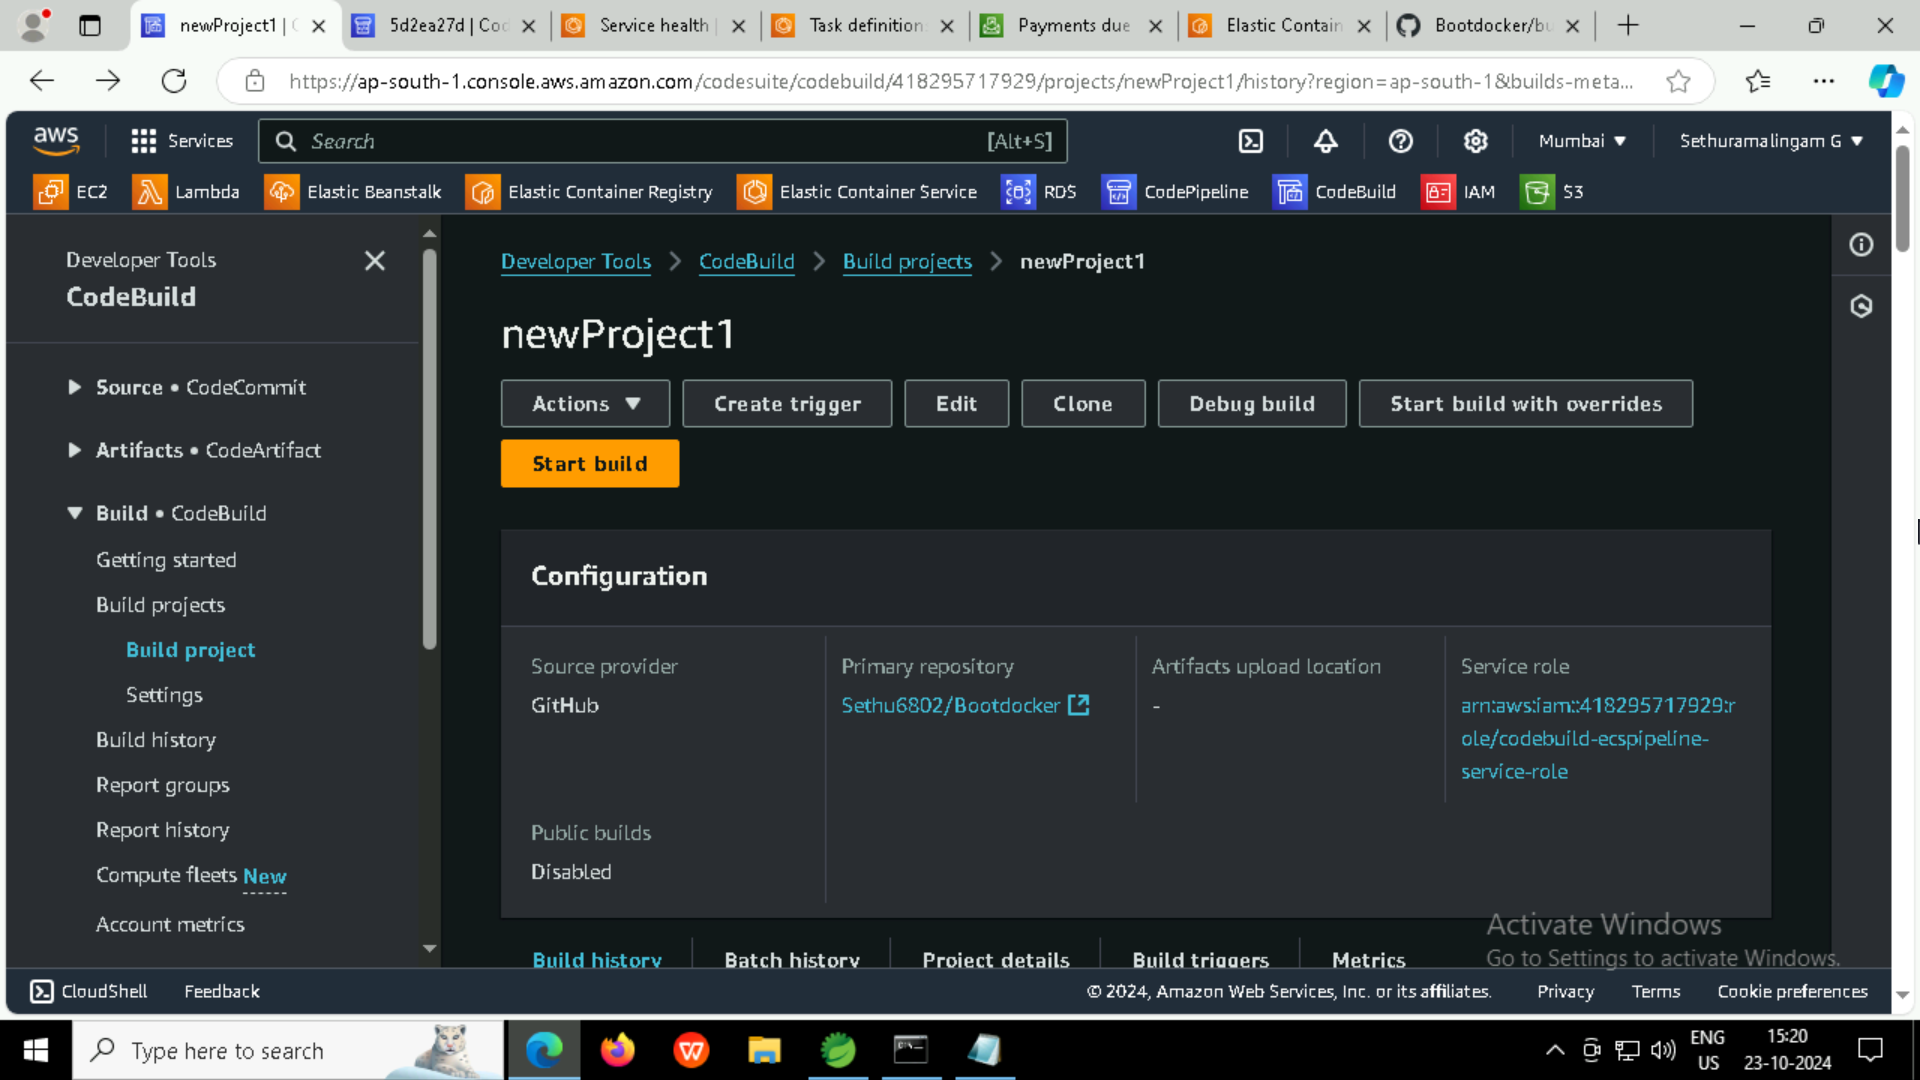 newProject1 | C
5d2ea27d | Cod
Service health |
Task definition
Payments due
Elastic Contain
Bootdocker/bu
https://ap-south-1.console.aws.amazon.com/codesuite/codebuild/418295717929/projects/newProject1/history?region=ap-south-1&builds-meta...
aws
Services
Search
[Alt+S]
Mumbai ▼
Sethuramalingam G ▼
EC2
Lambda
Elastic Beanstalk
Elastic Container Registry
Elastic Container Service
RDS
CodePipeline
CodeBuild
IAM
S3
Developer Tools
CodeBuild
Source • CodeCommit
Artifacts • CodeArtifact
Build • CodeBuild
Getting started
Build projects
Build project
Settings
Build history
Report groups
Report history
Compute fleets New
Account metrics
Developer Tools > CodeBuild > Build projects > newProject1
newProject1
Actions ▼
Create trigger
Edit
Clone
Debug build
Start build with overrides
Start build
Configuration
Source provider
GitHub
Primary repository
Sethu6802/Bootdocker
Artifacts upload location
-
Service role
arn:aws:iam::418295717929:r
ole/codebuild-ecspipeline-
service-role
Public builds
Disabled
Build history
Batch history
Project details
Build triggers
Metrics
Activate Windows
Go to Settings to activate Windows.
CloudShell
Feedback
© 2024, Amazon Web Services, Inc. or its affiliates.
Privacy
Terms
Cookie preferences
Type here to search
ENG
US
15:20
23-10-2024